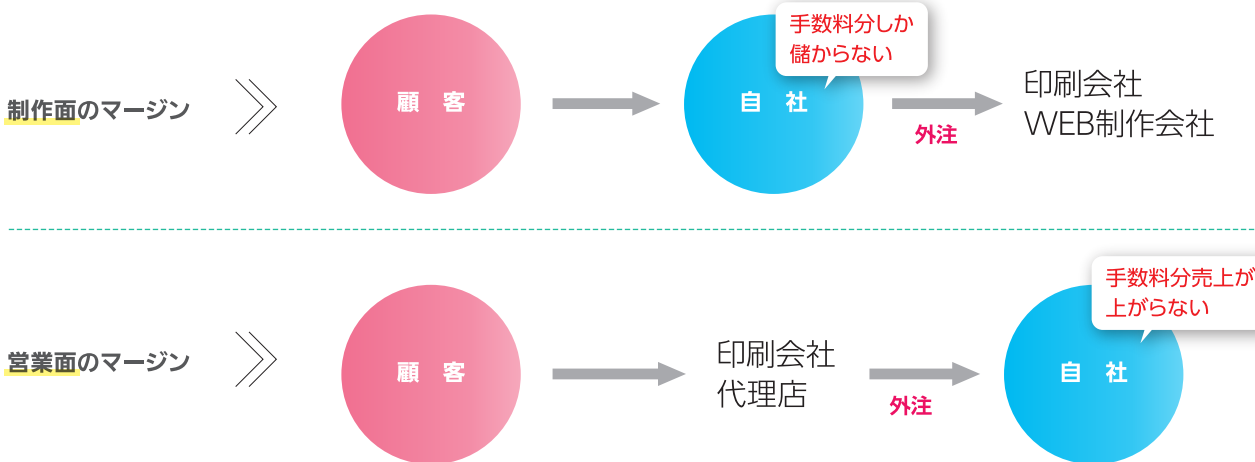 手数料分しか
儲からない
制作面のマージン
顧 客
自 社
外注
印刷会社
WEB制作会社
手数料分売上が
上がらない
営業面のマージン
顧 客
印刷会社
代理店
外注
自 社